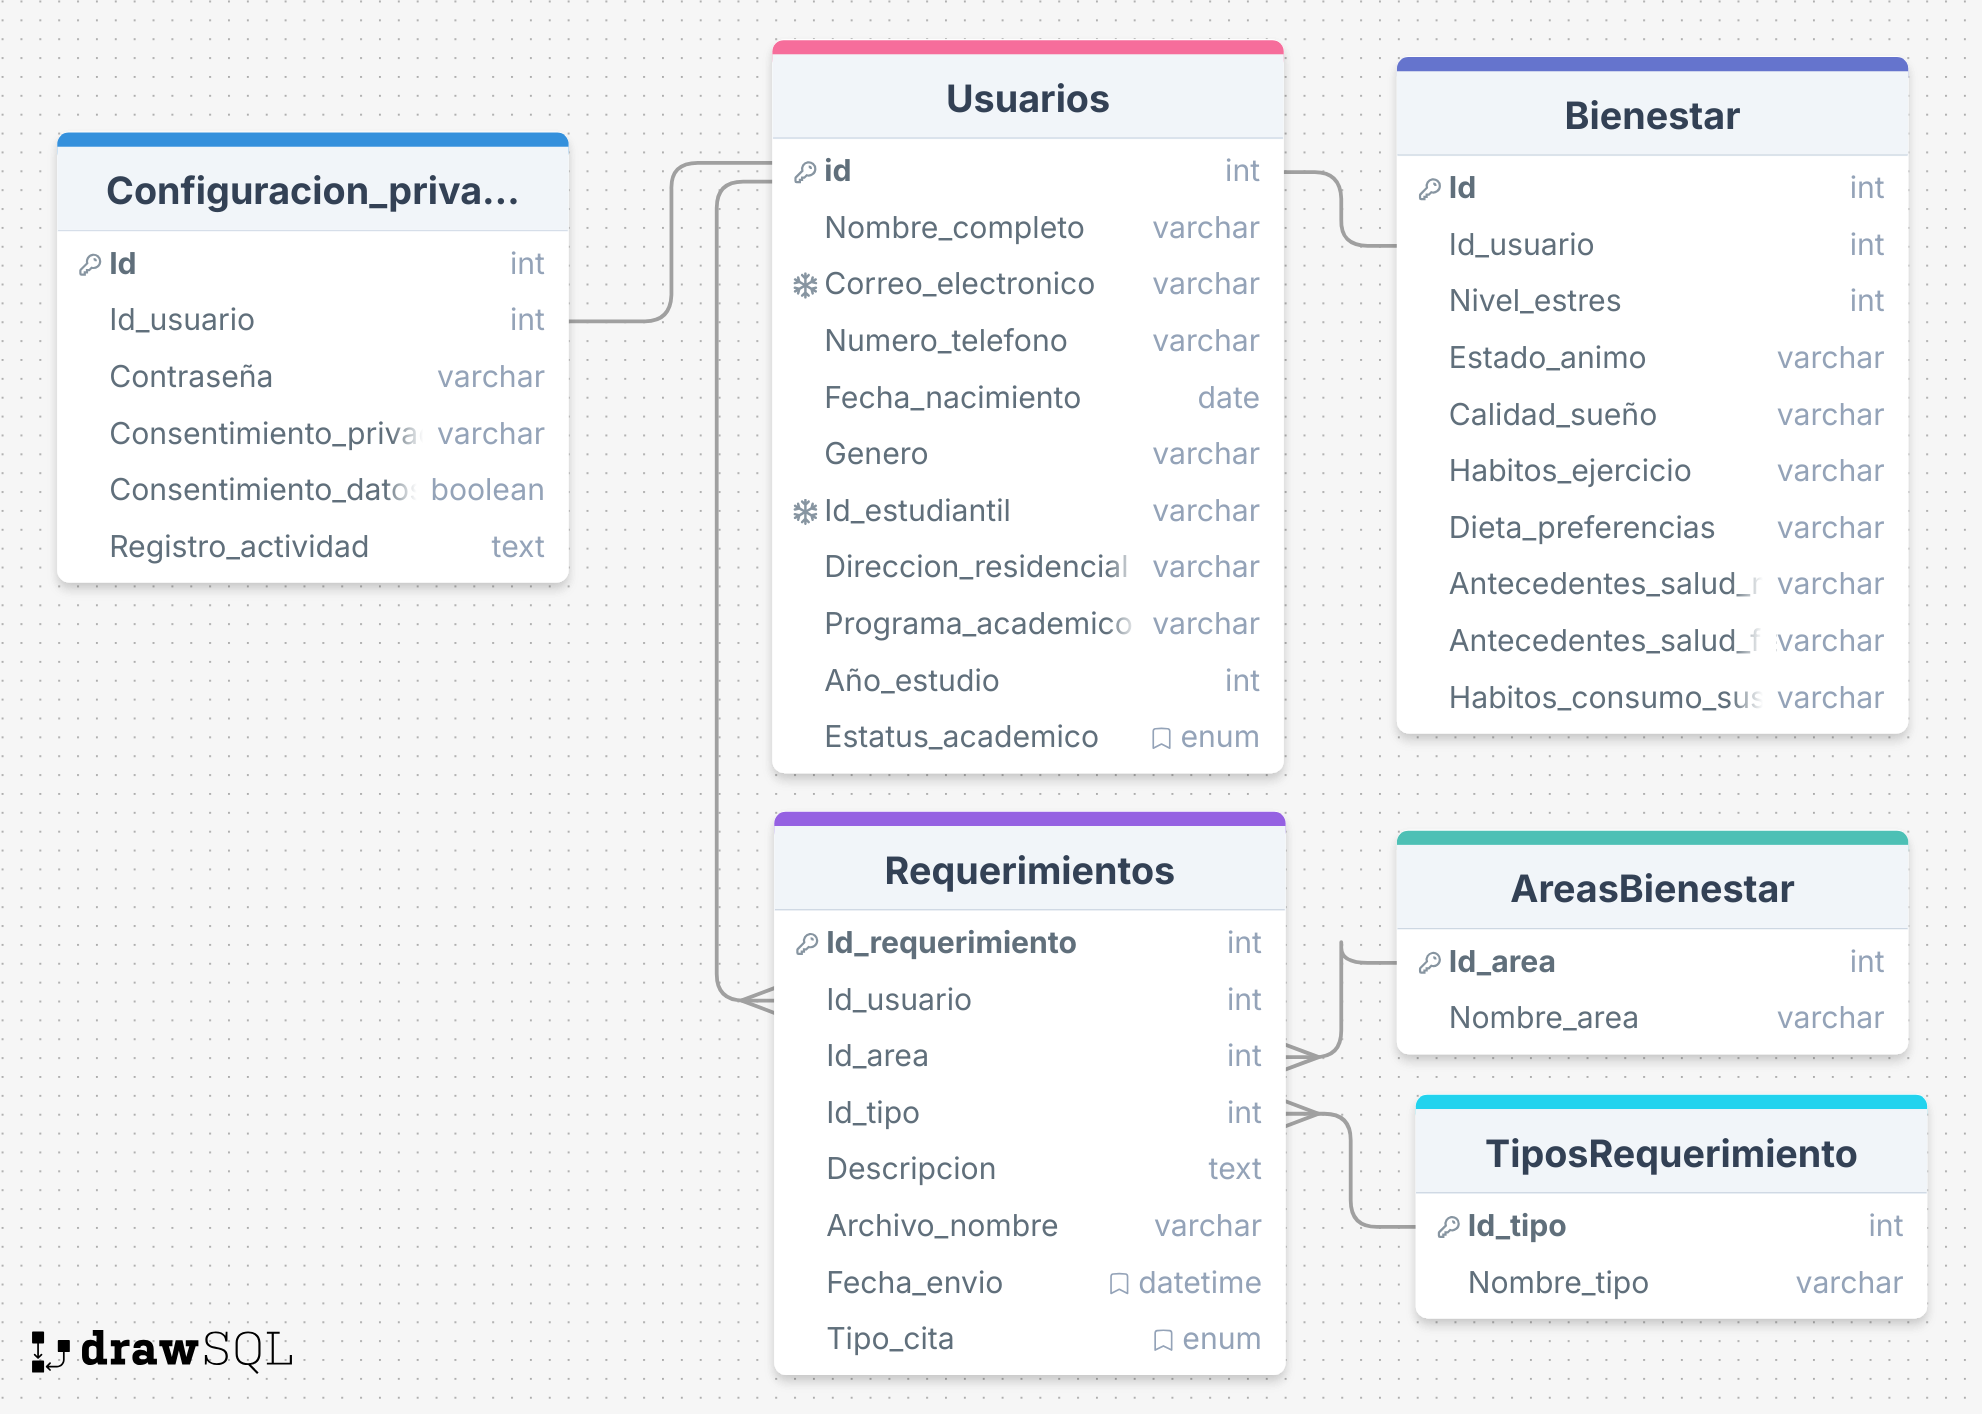 Configuracion_priva...
Id int
Id_usuario int
Contraseña varchar
Consentimiento_priva varchar
Consentimiento_datos boolean
Registro_actividad text
Usuarios
id int
Nombre_completo varchar
Correo_electronico varchar
Numero_telefono varchar
Fecha_nacimiento date
Genero varchar
Id_estudiantil varchar
Direccion_residencial varchar
Programa_academico varchar
Año_estudio int
Estatus_academico enum
Bienestar
Id int
Id_usuario int
Nivel_estres int
Estado_animo varchar
Calidad_sueño varchar
Habitos_ejercicio varchar
Dieta_preferencias varchar
Antecedentes_salud_ varchar
Antecedentes_salud_f varchar
Habitos_consumo_sus varchar
Requerimientos
Id_requerimiento int
Id_usuario int
Id_area int
Id_tipo int
Descripcion text
Archivo_nombre varchar
Fecha_envio datetime
Tipo_cita enum
AreasBienestar
Id_area int
Nombre_area varchar
TiposRequerimiento
Id_tipo int
Nombre_tipo varchar
drawSQL